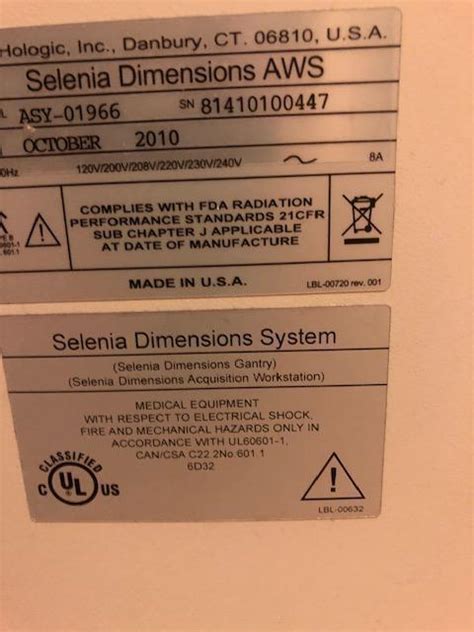 Hologic, Inc., Danbury, CT. 06810, U.S.A.
Selenia Dimensions AWS
ASY-01966 SN 81410100447
OCTOBER 2010
0Hz 120V/200V/208V/220V/230V/240V ~ 8A
COMPLIES WITH FDA RADIATION
PERFORMANCE STANDARDS 21CFR
SUB CHAPTER J APPLICABLE
AT DATE OF MANUFACTURE
MADE IN U.S.A. LBL-00720 rev. 001
Selenia Dimensions System
(Selenia Dimensions Gantry)
(Selenia Dimensions Acquisition Workstation)
MEDICAL EQUIPMENT
WITH RESPECT TO ELECTRICAL SHOCK,
FIRE AND MECHANICAL HAZARDS ONLY IN
ACCORDANCE WITH UL60601-1,
CAN/CSA C22.2No.601.1
6D32
CLASSIFIED
C UL US
LBL-00632